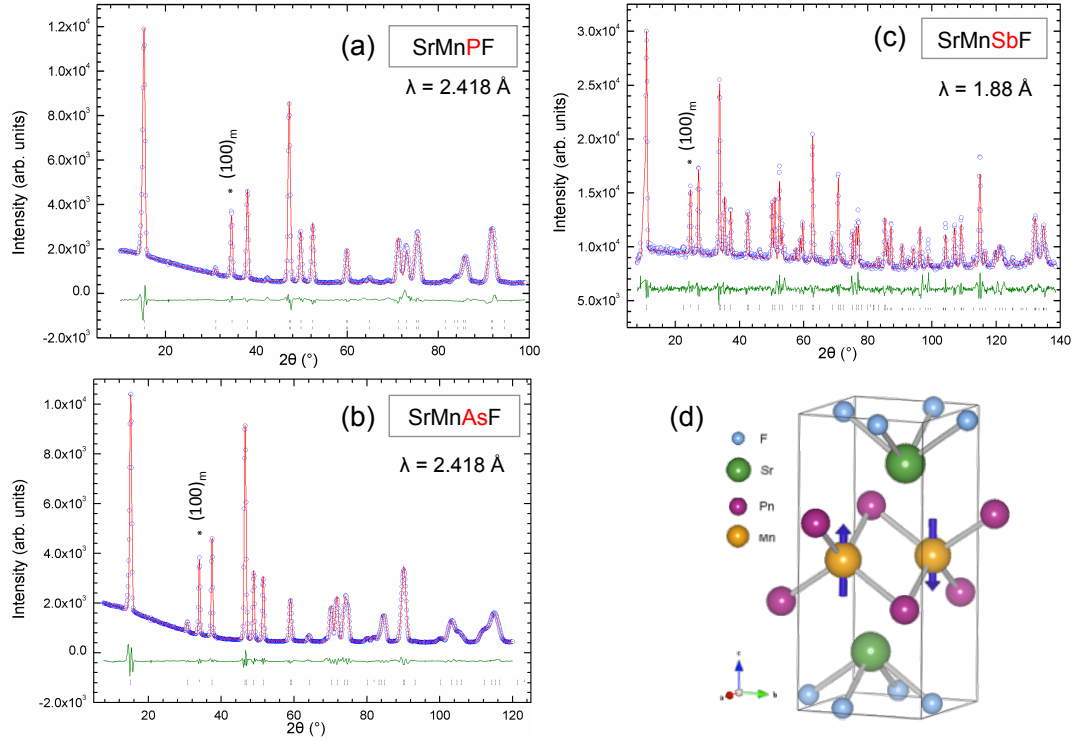 (a)
SrMnPF
λ = 2.418 Å
* (100)m
Intensity (arb. units)
1.2x10⁴
1.0x10⁴
8.0x10³
6.0x10³
4.0x10³
2.0x10³
0.0
-2.0x10³
20 40 60 80 100
2θ (°)
(c)
SrMnSbF
λ = 1.88 Å
* (100)m
Intensity (arb. units)
3.0x10⁴
2.5x10⁴
2.0x10⁴
1.5x10⁴
1.0x10⁴
5.0x10³
20 40 60 80 100 120 140
2θ (°)
(b)
SrMnAsF
λ = 2.418 Å
* (100)m
Intensity (arb. units)
1.0x10⁴
8.0x10³
6.0x10³
4.0x10³
2.0x10³
0.0
-2.0x10³
20 40 60 80 100 120
2θ (°)
(d)
F
Sr
Pn
Mn
c
a
b